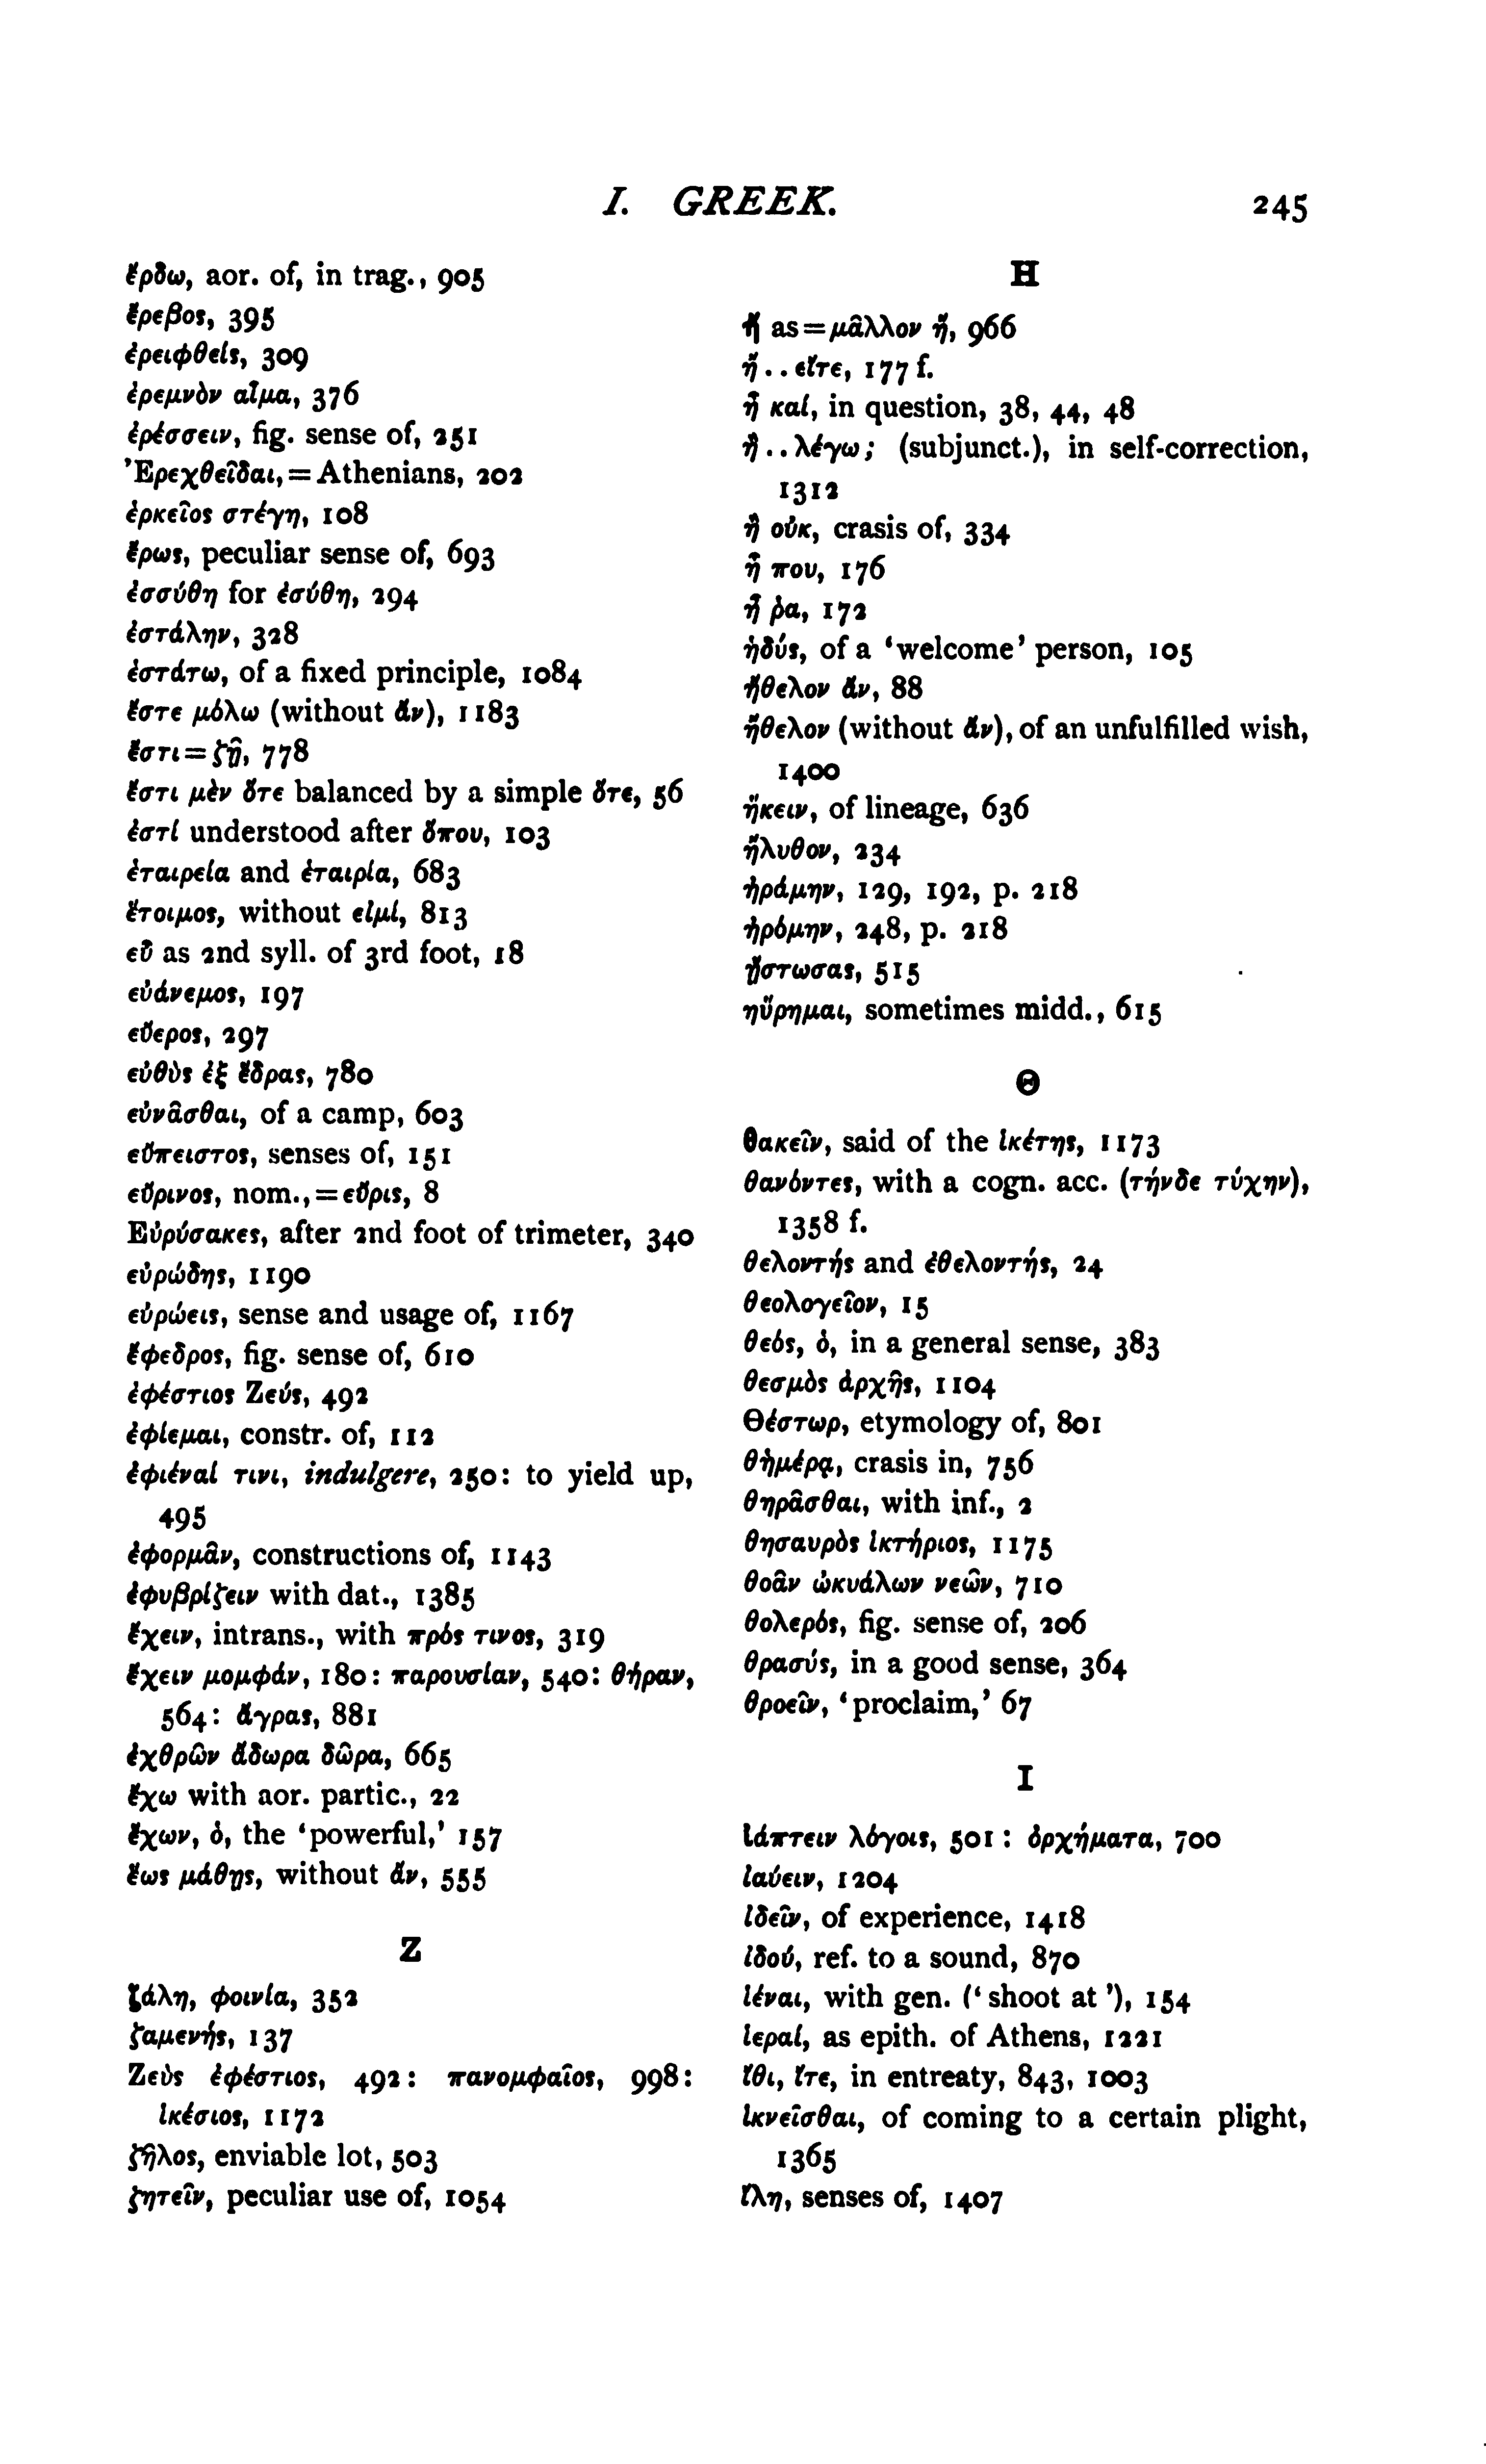 I. GREEK.
245
ἔρδω, aor. of, in trag., 905
ἔρεβος, 395
ἐρειφθείς, 309
ἐρεμνὸν αἷμα, 376
ἐρέσσειν, fig. sense of, 251
Ἐρεχθεῖδαι, = Athenians, 202
ἑρκεῖος στέγη, 108
ἔρως, peculiar sense of, 693
ἐσσύθη for ἐσύθη, 294
ἐστάλην, 328
ἑστάτω, of a fixed principle, 1084
ἔστε μόλω (without ἄν), 1183
ἔστι = ζῇ, 778
ἔστι μὲν ὅτε balanced by a simple ὅτε, 56
ἐστί understood after ὅπου, 103
ἑταιρεία and ἑταιρία, 683
ἕτοιμος, without εἰμί, 813
εὖ as 2nd syll. of 3rd foot, 18
εὐάνεμος, 197
εὔερος, 297
εὐθὺς ἐξ ἕδρας, 780
εὐνᾶσθαι, of a camp, 603
εὔπειστος, senses of, 151
εὔρινος, nom., = εὔρις, 8
Εὐρύσακες, after 2nd foot of trimeter, 340
εὐρώδης, 1190
εὐρώεις, sense and usage of, 1167
ἔφεδρος, fig. sense of, 610
ἐφέστιος Ζεύς, 492
ἐφίεμαι, constr. of, 112
ἐφιέναί τινι, indulgere, 250: to yield up,
495
ἐφορμᾶν, constructions of, 1143
ἐφυβρίζειν with dat., 1385
ἔχειν, intrans., with πρός τινος, 319
ἔχειν μομφάν, 180: παρουσίαν, 540: θήραν,
564: ἄγρας, 881
ἐχθρῶν ἄδωρα δῶρα, 665
ἔχω with aor. partic., 22
ἔχων, ὁ, the ‘powerful,’ 157
ἕως μάθῃς, without ἄν, 555
Z
ζάλη, φοινία, 352
ζαμενής, 137
Ζεὺς ἐφέστιος, 492: πανομφαῖος, 998:
ἱκέσιος, 1172
ζῆλος, enviable lot, 503
ζητεῖν, peculiar use of, 1054
H
ἤ as = μᾶλλον ἤ, 966
ἤ . . εἴτε, 177 f.
ἦ καί, in question, 38, 44, 48
ἢ . . λέγω; (subjunct.), in self-correction,
1312
ἢ οὐκ, crasis of, 334
ἦ που, 176
ἦ ῥα, 172
ἡδύς, of a ‘welcome’ person, 105
ἤθελον ἄν, 88
ἤθελον (without ἄν), of an unfulfilled wish,
1400
ἥκειν, of lineage, 636
ἤλυθον, 234
ἠράμην, 129, 192, p. 218
ἠρόμην, 248, p. 218
ᾔστωσας, 515
ηὕρημαι, sometimes midd., 615
Θ
θακεῖν, said of the ἱκέτης, 1173
θανόντες, with a cogn. acc. (τήνδε τύχην),
1358 f.
θελοντής and ἐθελοντής, 24
θεολογεῖον, 15
θεός, ὁ, in a general sense, 383
θεσμὸς ἀρχῆς, 1104
Θέστωρ, etymology of, 801
θἠμέρᾳ, crasis in, 756
θηρᾶσθαι, with inf., 2
θησαυρὸς ἱκτήριος, 1175
θοᾶν ὠκυάλων νεῶν, 710
θολερός, fig. sense of, 206
θρασύς, in a good sense, 364
θροεῖν, ‘proclaim,’ 67
I
ἰάπτειν λόγοις, 501: ὀρχήματα, 700
ἰαύειν, 1204
ἰδεῖν, of experience, 1418
ἰδού, ref. to a sound, 870
ἱέναι, with gen. (‘shoot at’), 154
ἱεραί, as epith. of Athens, 1221
ἴθι, ἴτε, in entreaty, 843, 1003
ἱκνεῖσθαι, of coming to a certain plight,
1365
ἴλη, senses of, 1407